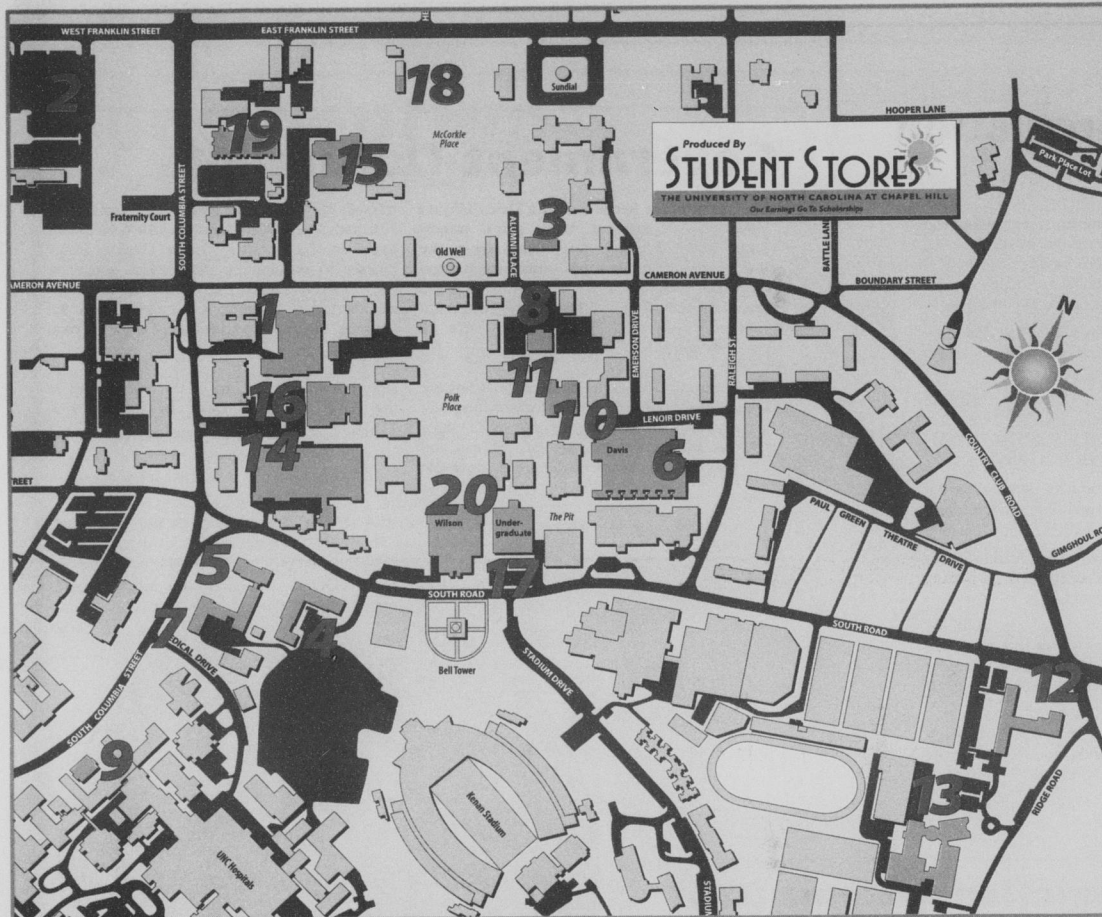 WEST FRANKLIN STREET
EAST FRANKLIN STREET
2
18
Sundial
HOOPER LANE
19
McCorkle
Place
Produced By
STUDENT STORES
THE UNIVERSITY OF NORTH CAROLINA AT CHAPEL HILL
Our Earnings Go To Scholarships
Park Place Lot
15
SOUTH COLUMBIA STREET
Fraternity Court
3
ALUMNI PLACE
Old Well
BATTLE LANE
CAMERON AVENUE
BOUNDARY STREET
AMERON AVENUE
1
8
N
EMERSON DRIVE
RALEIGH ST.
11
16
Polk
Place
10
LENOIR DRIVE
14
Davis
6
COUNTRY CLUB ROAD
TREET
20
Wilson
Under-
graduate
The Pit
PAUL GREEN THEATRE DRIVE
GIMGHOUL RO
5
17
SOUTH ROAD
7
4
DICAL DRIVE
SOUTH ROAD
Bell Tower
STADIUM DRIVE
12
SOUTH COLUMBIA STREET
9
13
RIDGE ROAD
Kenan Stadium
UNC Hospitals
STADIUM